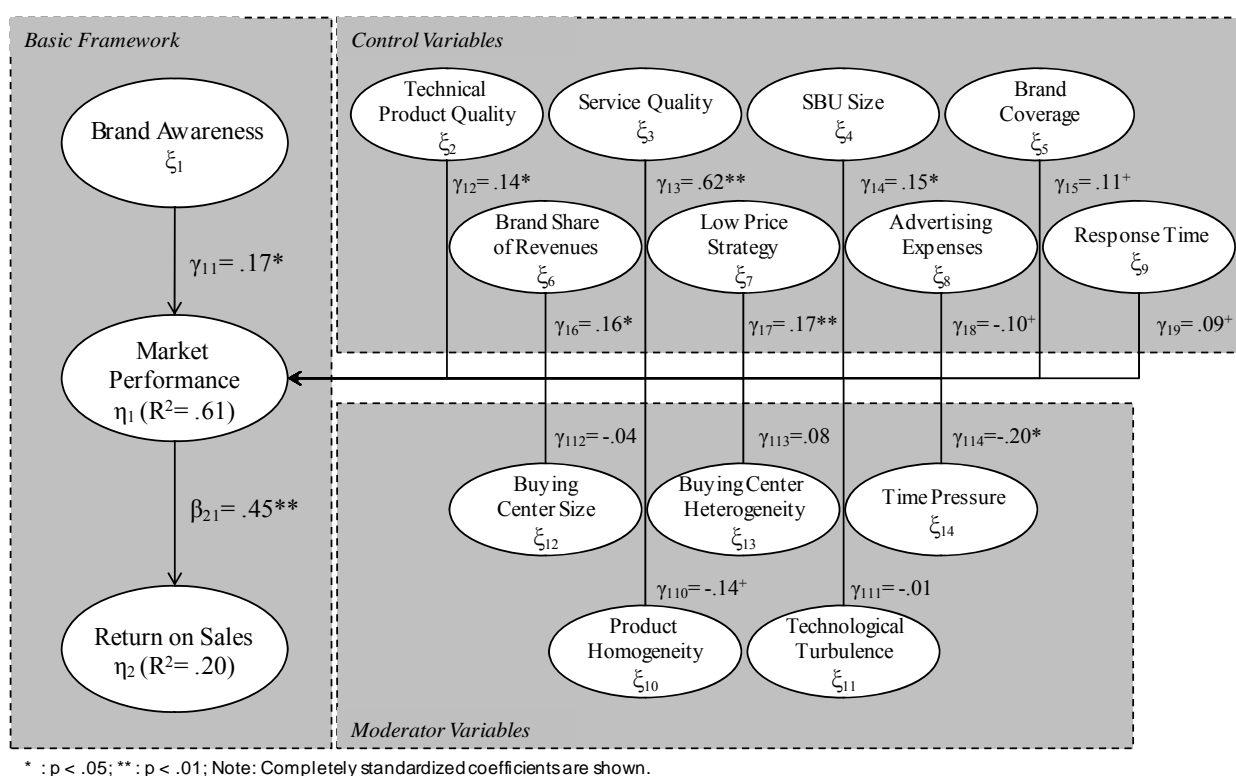 Basic Framework
Brand Awareness
ξ₁
γ₁₁= .17*
Market
Performance
η₁ (R²= .61)
β₂₁= .45**
Return on Sales
η₂ (R²= .20)
Control Variables
Technical
Product Quality
ξ₂
Service Quality
ξ₃
SBU Size
ξ₄
Brand
Coverage
ξ₅
γ₁₂= .14*
γ₁₃= .62**
γ₁₄= .15*
γ₁₅= .11⁺
Brand Share
of Revenues
ξ₆
Low Price
Strategy
ξ₇
Advertising
Expenses
ξ₈
Response Time
ξ₉
γ₁₆= .16*
γ₁₇= .17**
γ₁₈= -.10⁺
γ₁₉= .09⁺
γ₁₁₂=-.04
γ₁₁₃=.08
γ₁₁₄=-.20*
Buying
Center Size
ξ₁₂
Buying Center
Heterogeneity
ξ₁₃
Time Pressure
ξ₁₄
γ₁₁₀=-.14⁺
γ₁₁₁=-.01
Product
Homogeneity
ξ₁₀
Technological
Turbulence
ξ₁₁
Moderator Variables
* : p < .05; ** : p < .01; Note: Completely standardized coefficients are shown.